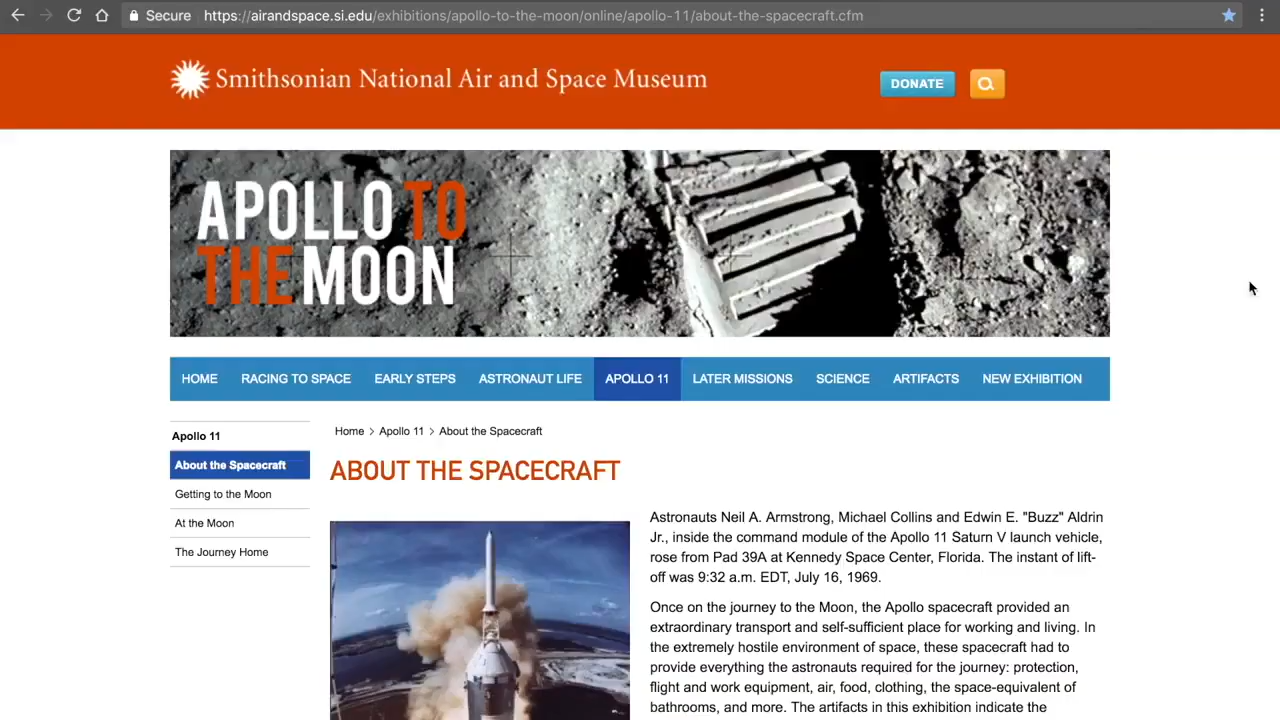 Secure https://airandspace.si.edu/exhibitions/apollo-to-the-moon/online/apollo-11/about-the-spacecraft.cfm
Smithsonian National Air and Space Museum
DONATE
APOLLO TO
THE MOON
HOME RACING TO SPACE EARLY STEPS ASTRONAUT LIFE APOLLO 11 LATER MISSIONS SCIENCE ARTIFACTS NEW EXHIBITION
Apollo 11
About the Spacecraft
Getting to the Moon
At the Moon
The Journey Home
Home > Apollo 11 > About the Spacecraft
ABOUT THE SPACECRAFT
Astronauts Neil A. Armstrong, Michael Collins and Edwin E. "Buzz" Aldrin
Jr., inside the command module of the Apollo 11 Saturn V launch vehicle,
rose from Pad 39A at Kennedy Space Center, Florida. The instant of lift-
off was 9:32 a.m. EDT, July 16, 1969.
Once on the journey to the Moon, the Apollo spacecraft provided an
extraordinary transport and self-sufficient place for working and living. In
the extremely hostile environment of space, these spacecraft had to
provide everything the astronauts required for the journey: protection,
flight and work equipment, air, food, clothing, the space-equivalent of
bathrooms, and more. The artifacts in this exhibition indicate the